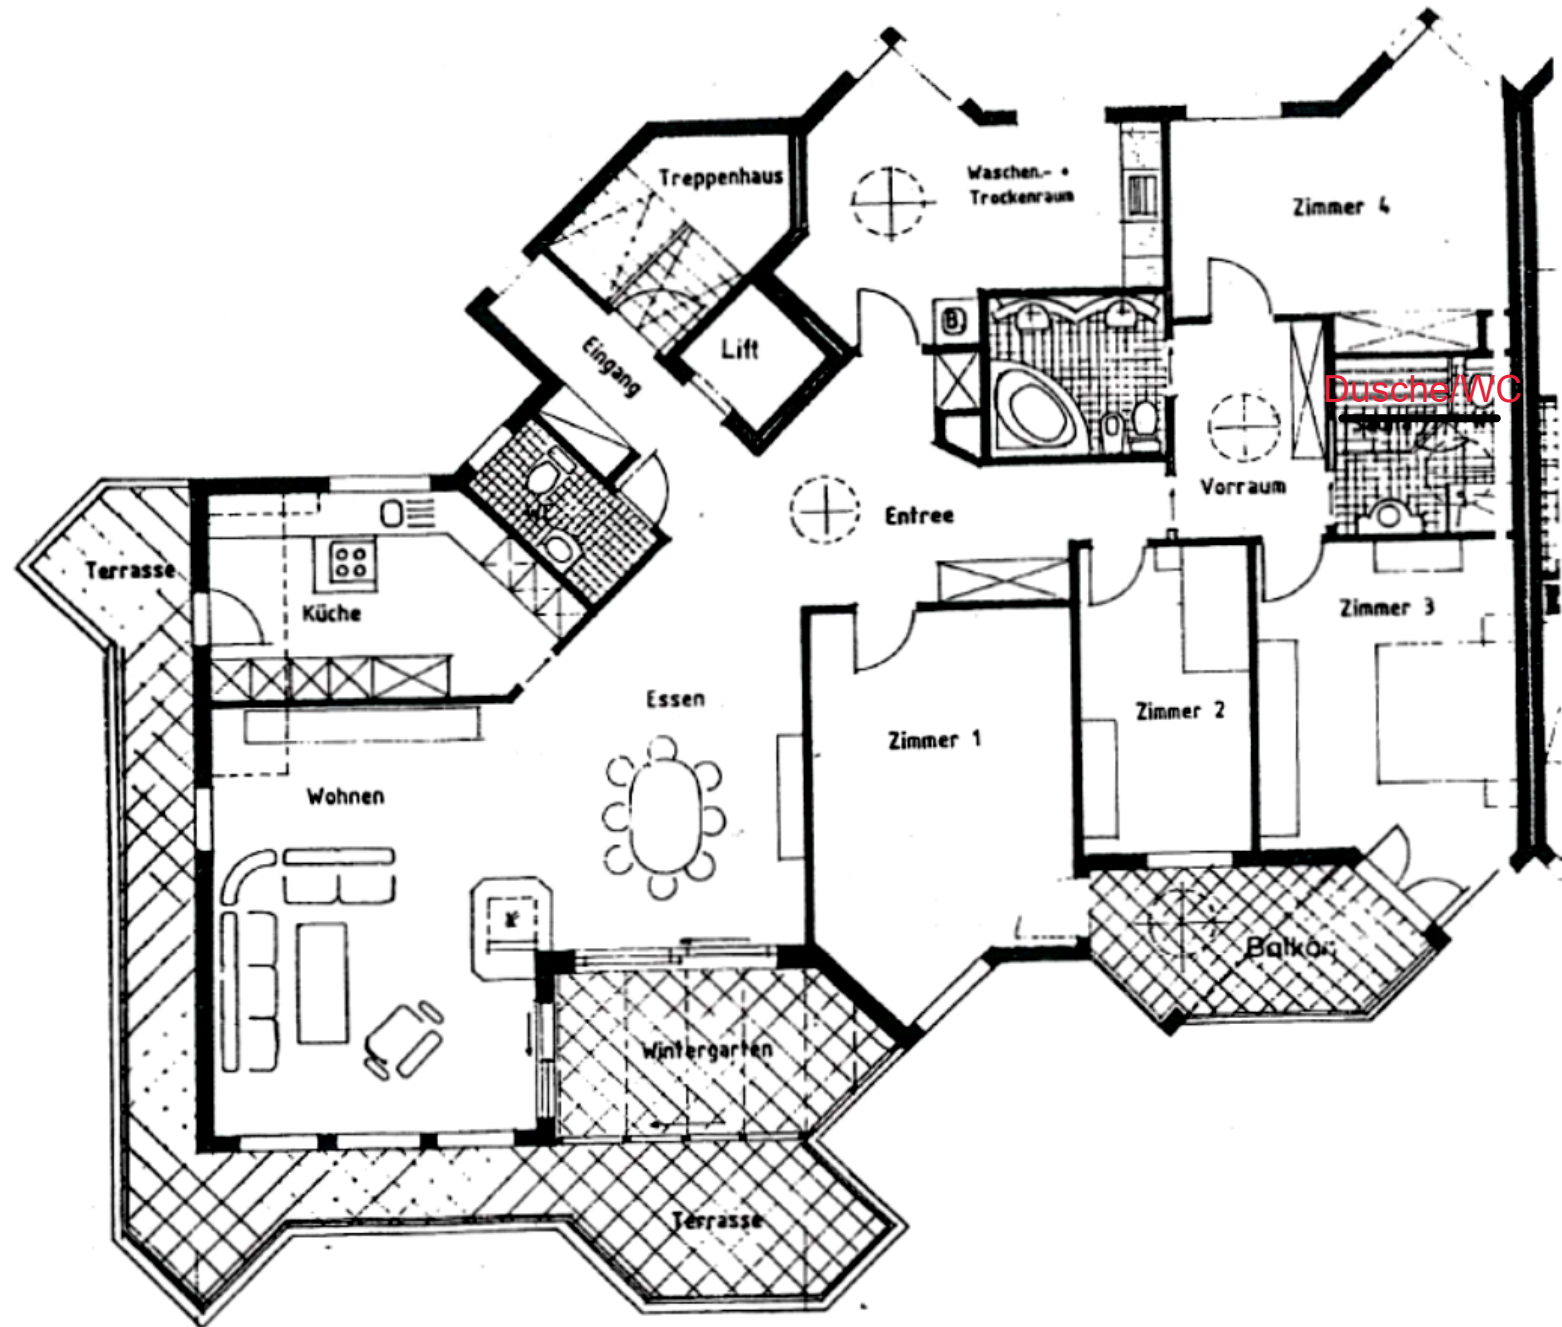 Treppenhaus
Waschen.- +
Trockenraum
Zimmer 4
Eingang
Lift
B
Dusche/WC
Vorraum
Entree
WC
Terrasse
Küche
Zimmer 3
Essen
Zimmer 1
Zimmer 2
Wohnen
K
Balkon
Wintergarten
Terrasse